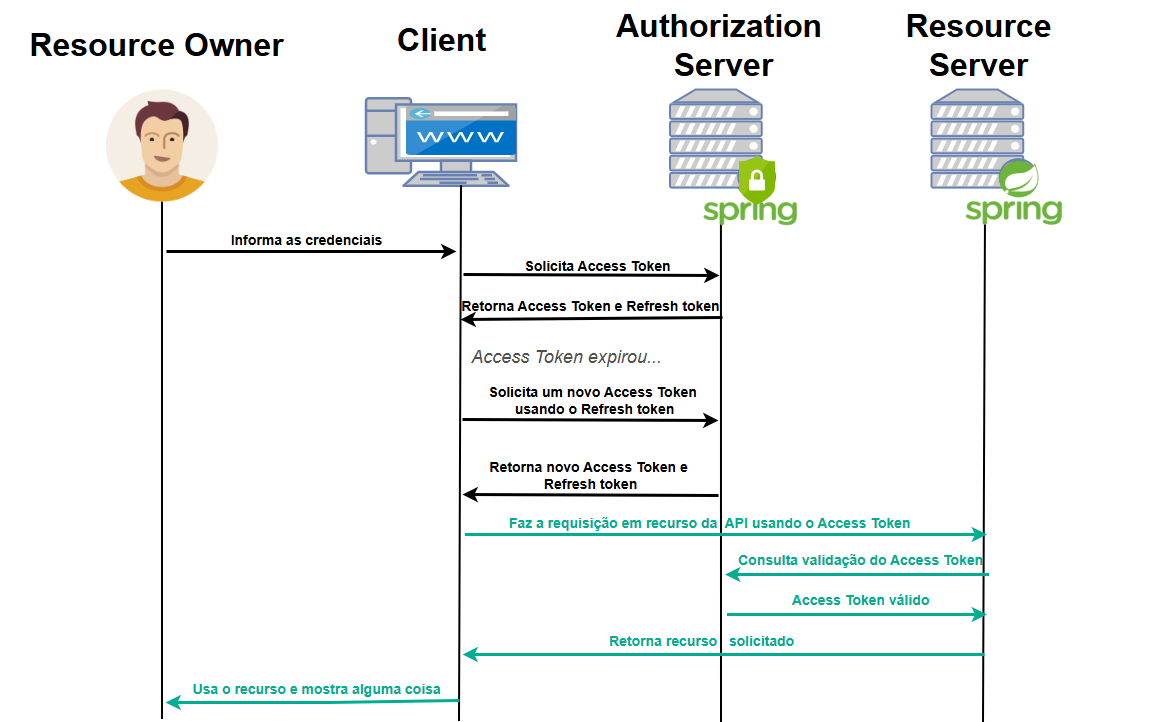 Resource Owner
Client
Authorization
Server
Resource
Server
WWW
spring
spring
Informa as credenciais
Solicita Access Token
Retorna Access Token e Refresh token
Access Token expirou...
Solicita um novo Access Token
usando o Refresh token
Retorna novo Access Token e
Refresh token
Faz a requisição em recurso da API usando o Access Token
Consulta validação do Access Token
Access Token válido
Retorna recurso solicitado
Usa o recurso e mostra alguma coisa